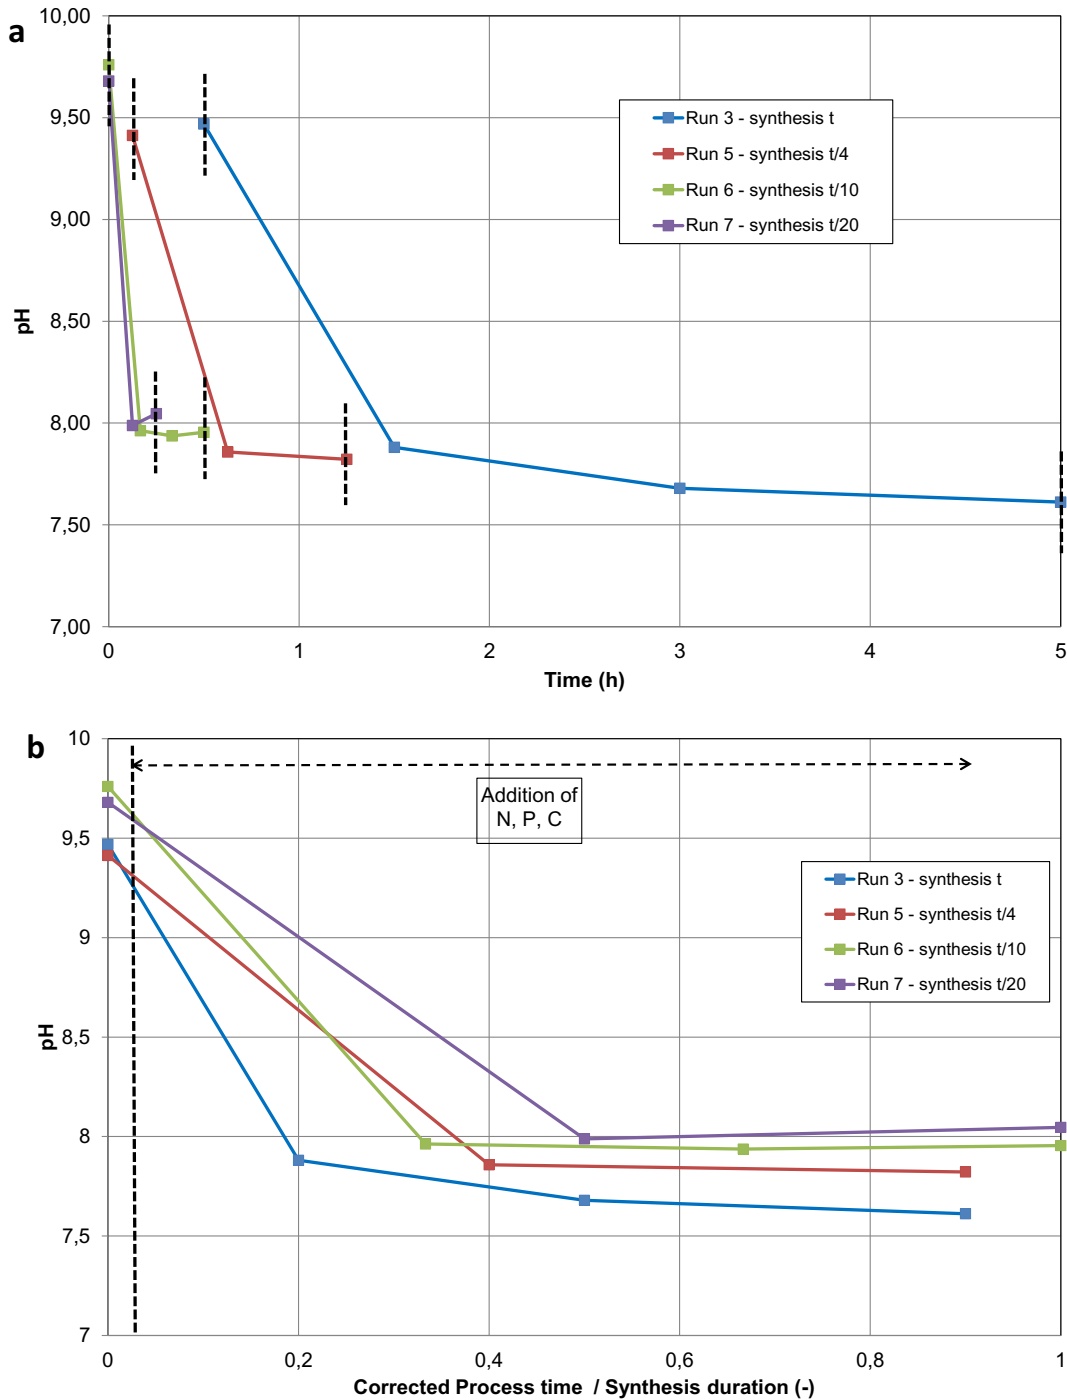 a
10,00
9,50
9,00
8,50
8,00
7,50
7,00
pH
0
1
2
3
4
5
Time (h)
Run 3 - synthesis t
Run 5 - synthesis t/4
Run 6 - synthesis t/10
Run 7 - synthesis t/20
b
10
9,5
9
8,5
8
7,5
7
pH
0
0,2
0,4
0,6
0,8
1
Corrected Process time / Synthesis duration (-)
Addition of
N, P, C
Run 3 - synthesis t
Run 5 - synthesis t/4
Run 6 - synthesis t/10
Run 7 - synthesis t/20